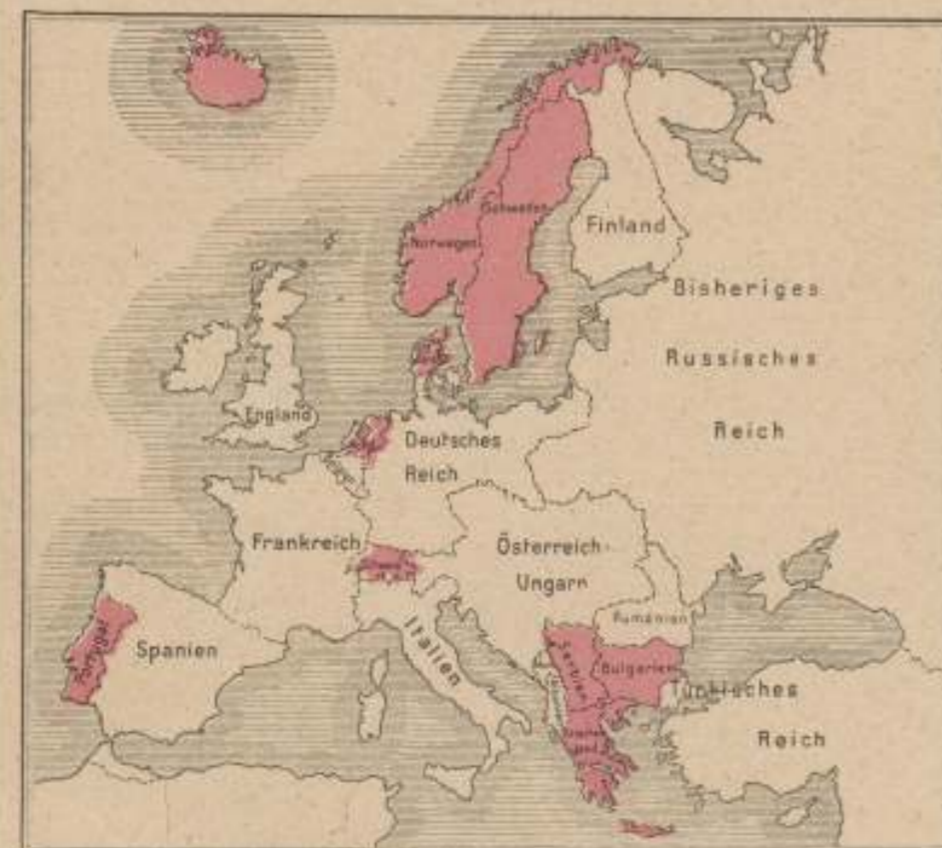 Schweden
Norwegen
Finland
Bisheriges
Russisches
Reich
England
Deutsches
Reich
Frankreich
Österreich-
Ungarn
Rumänien
Italien
Portugal
Spanien
Serbien
Bulgarien
Türkisches
Reich